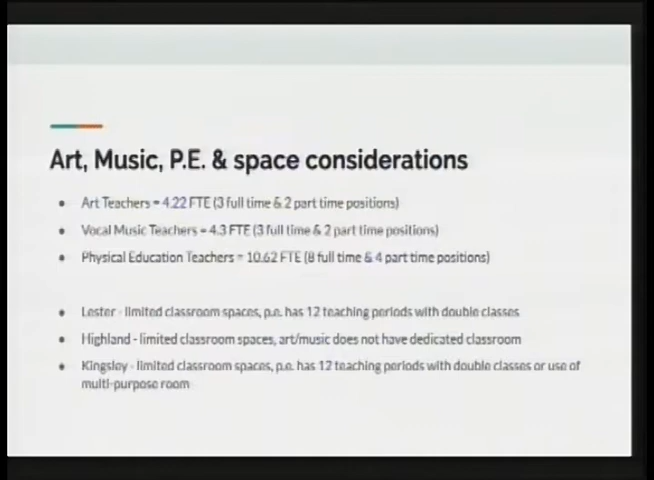 Art, Music, P.E. & space considerations
• Art Teachers = 4.22 FTE (3 full time & 2 part time positions)
• Vocal Music Teachers = 4.3 FTE (3 full time & 2 part time positions)
• Physical Education Teachers = 10.62 FTE (8 full time & 4 part time positions)
• Lester - limited classroom spaces, p.e. has 12 teaching periods with double classes
• Highland - limited classroom spaces, art/music does not have dedicated classroom
• Kingsley - limited classroom spaces, p.e. has 12 teaching periods with double classes or use of
multi-purpose room